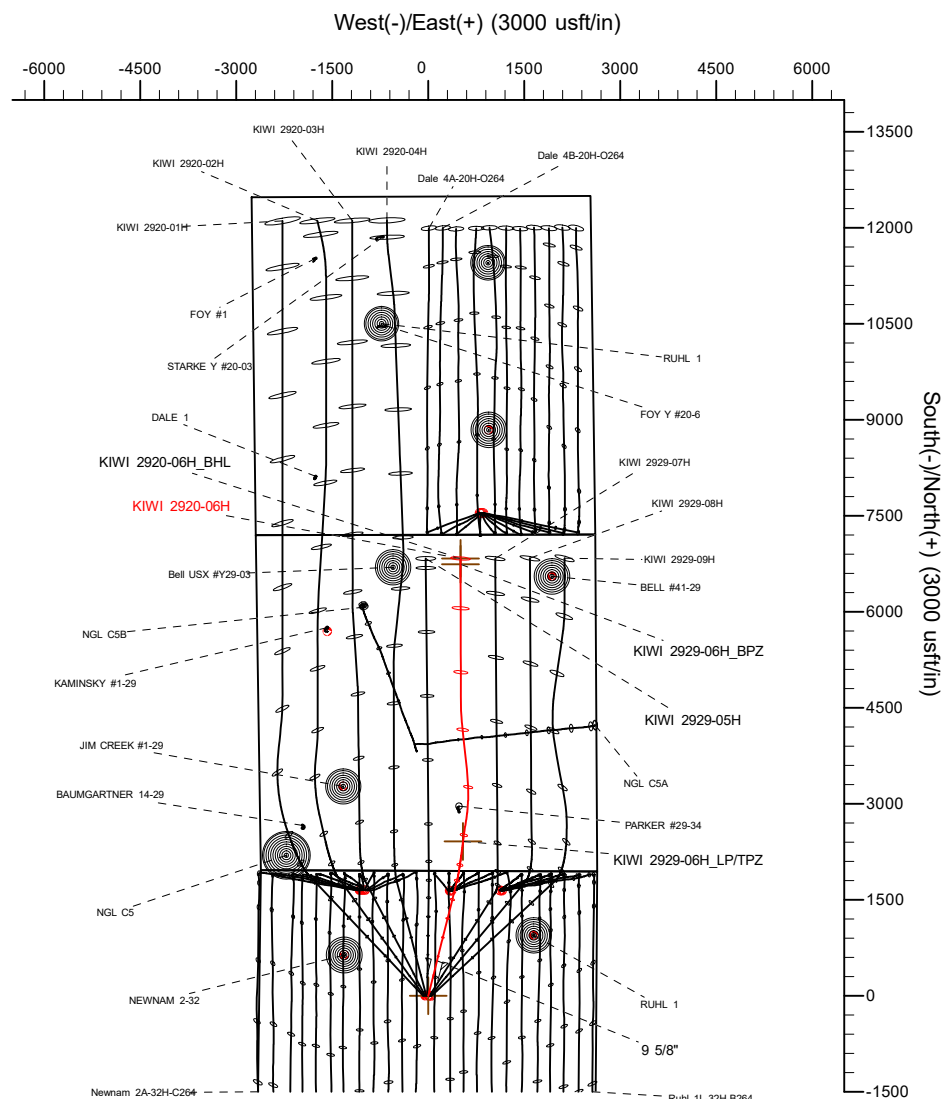 West(-)/East(+) (3000 usft/in)
-6000 -4500 -3000 -1500 0 1500 3000 4500 6000
13500
KIWI 2920-03H
KIWI 2920-04H
Dale 4B-20H-O264
KIWI 2920-02H
Dale 4A-20H-O264
KIWI 2920-01H
12000
FOY #1
10500
STARKE Y #20-03
RUHL 1
DALE 1
FOY Y #20-6
9000
KIWI 2920-06H_BHL
KIWI 2929-07H
KIWI 2920-06H
KIWI 2929-08H
7500
South(-)/North(+) (3000 usft/in)
KIWI 2929-09H
Bell USX #Y29-03
BELL #41-29
6000
NGL C5B
KIWI 2929-06H_BPZ
KAMINSKY #1-29
KIWI 2929-05H
4500
JIM CREEK #1-29
NGL C5A
BAUMGARTNER 14-29
3000
PARKER #29-34
KIWI 2929-06H_LP/TPZ
NGL C5
1500
NEWNAM 2-32
RUHL 1
0
9 5/8"
Newnam 2A-32H-C264
Ruhl 1L-32H-B264
-1500